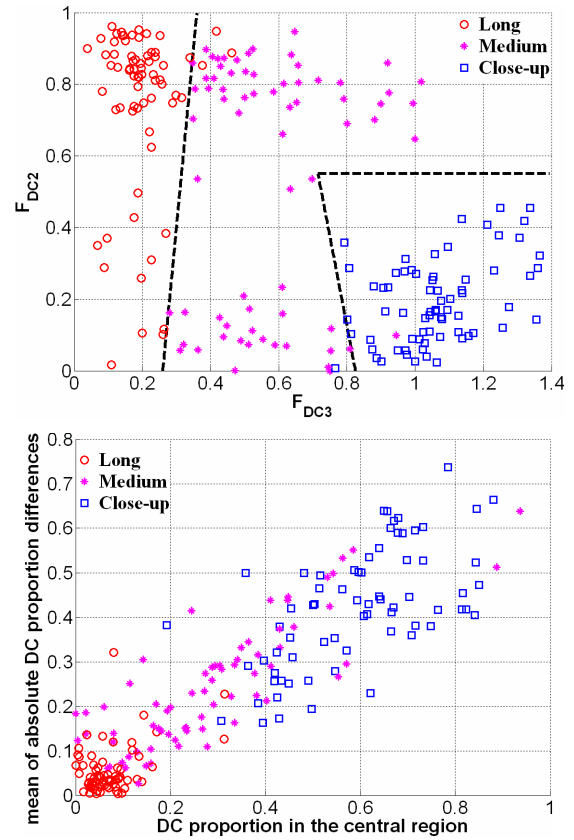 1
0.8
0.6
0.4
0.2
0
F_DC2
Long
Medium
Close-up
0 0.2 0.4 0.6 0.8 1 1.2 1.4
F_DC3
0.8
0.7
0.6
0.5
0.4
0.3
0.2
0.1
0
mean of absolute DC proportion differences
Long
Medium
Close-up
0 0.2 0.4 0.6 0.8 1
DC proportion in the central region